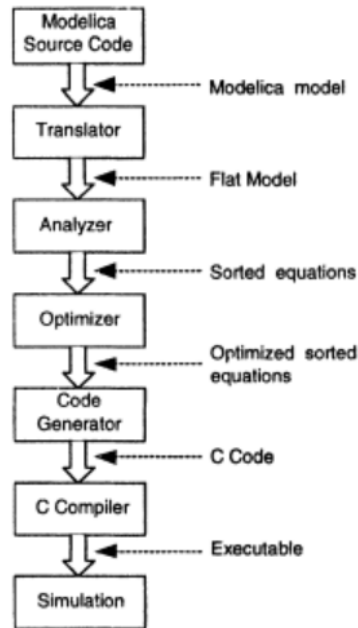 Modelica
Source Code
Modelica model
Translator
Flat Model
Analyzer
Sorted equations
Optimizer
Optimized sorted
equations
Code
Generator
C Code
C Compiler
Executable
Simulation